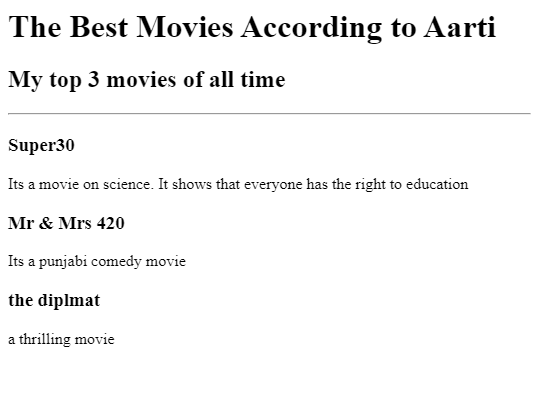 The Best Movies According to Aarti
My top 3 movies of all time
Super30
Its a movie on science. It shows that everyone has the right to education
Mr & Mrs 420
Its a punjabi comedy movie
the diplmat
a thrilling movie